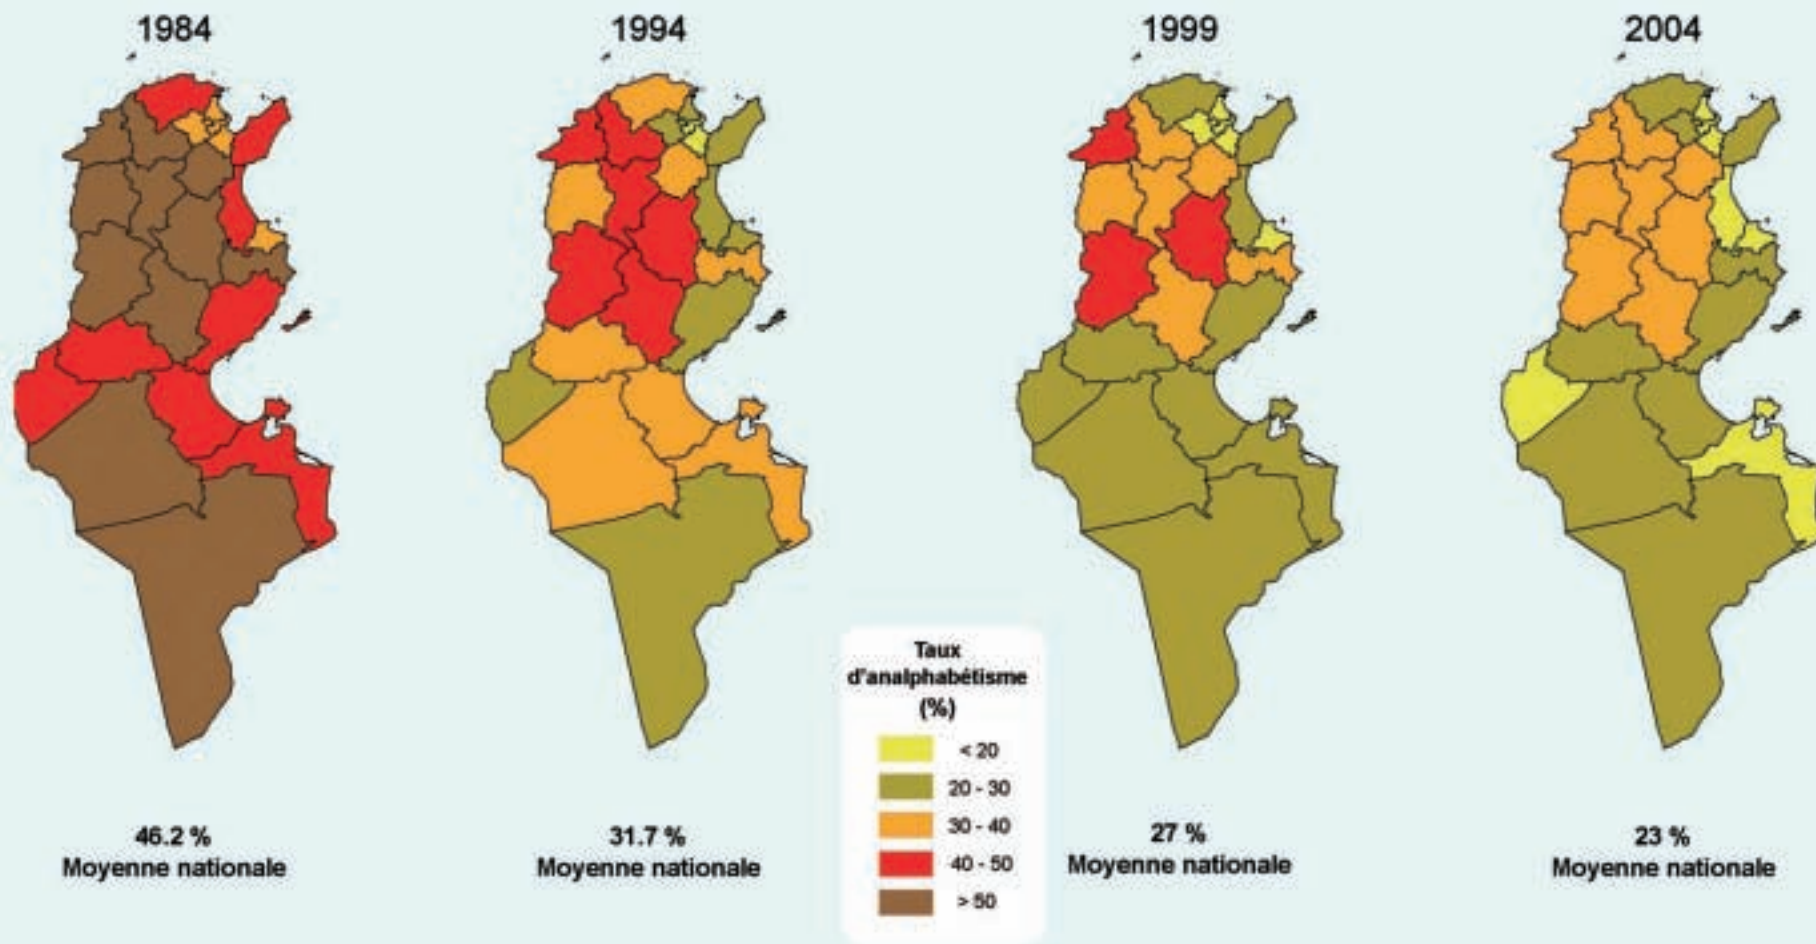 1984
1994
1999
2004
Taux
d'analphabétisme
(%)
< 20
20 - 30
30 - 40
40 - 50
> 50
46.2 %
Moyenne nationale
31.7 %
Moyenne nationale
27 %
Moyenne nationale
23 %
Moyenne nationale